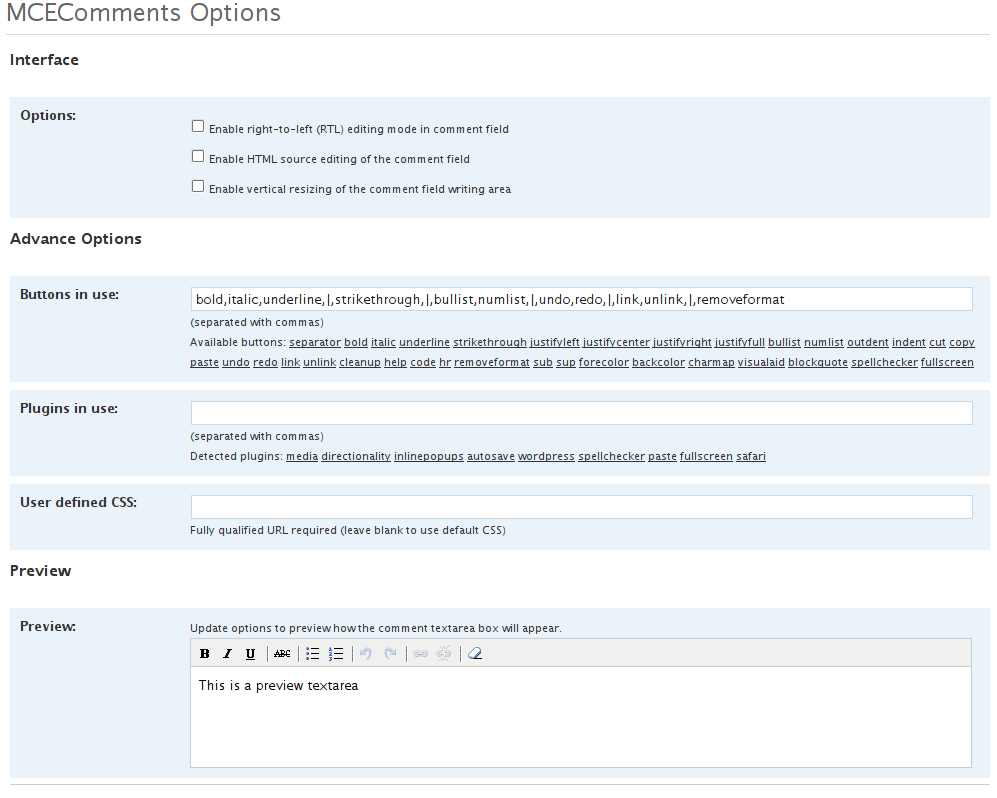 MCEComments Options
Interface
Options:
Enable right-to-left (RTL) editing mode in comment field
Enable HTML source editing of the comment field
Enable vertical resizing of the comment field writing area
Advance Options
Buttons in use:
bold,italic,underline,|,strikethrough,|,bullist,numlist,|,undo,redo,|,link,unlink,|,removeformat
(separated with commas)
Available buttons: separator bold italic underline strikethrough justifyleft justifycenter justifyright justifyfull bullist numlist outdent indent cut copy
paste undo redo link unlink cleanup help code hr removeformat sub sup forecolor backcolor charmap visualaid blockquote spellchecker fullscreen
Plugins in use:
(separated with commas)
Detected plugins: media directionality inlinepopups autosave wordpress spellchecker paste fullscreen safari
User defined CSS:
Fully qualified URL required (leave blank to use default CSS)
Preview
Preview:
Update options to preview how the comment textarea box will appear.
B I U ABC
This is a preview textarea